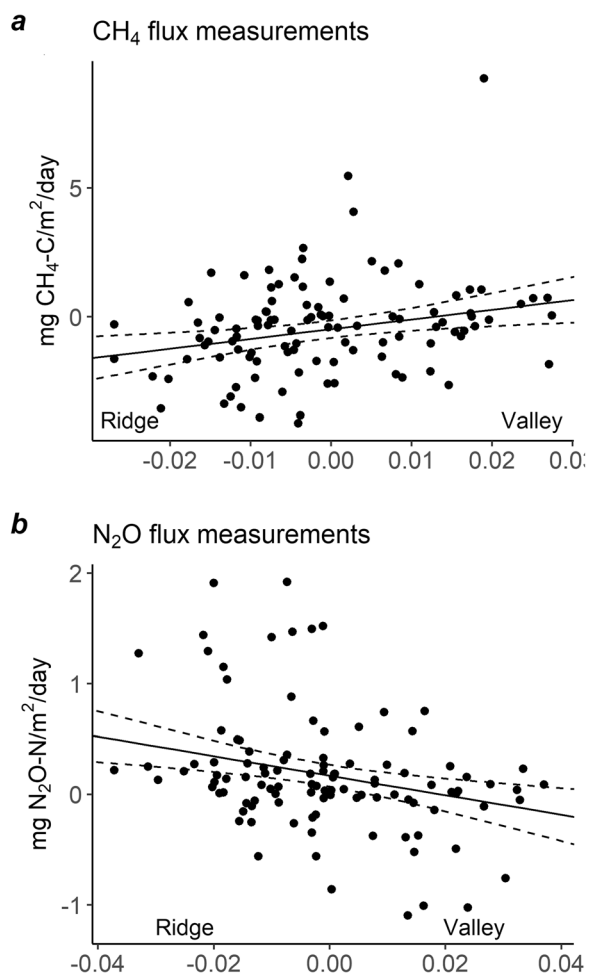 a
CH₄ flux measurements
mg CH₄-C/m²/day
5
0
Ridge
Valley
-0.02 -0.01 0.00 0.01 0.02 0.03
b
N₂O flux measurements
mg N₂O-N/m²/day
2
1
0
-1
Ridge
Valley
-0.04 -0.02 0.00 0.02 0.04